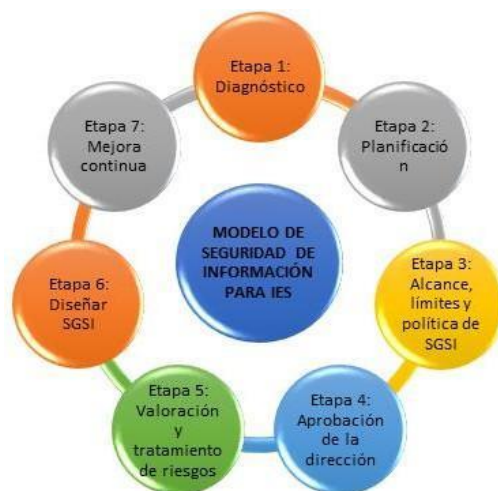 Etapa 1:
Diagnóstico
Etapa 2:
Planificació
n
Etapa 3:
Alcance,
límites y
política de
SGSI
Etapa 4:
Aprobación
de la
dirección
Etapa 5:
Valoración
y
tratamiento
de riesgos
Etapa 6:
Diseñar
SGSI
Etapa 7:
Mejora
continua
MODELO DE
SEGURIDAD DE
INFORMACIÓN
PARA IES